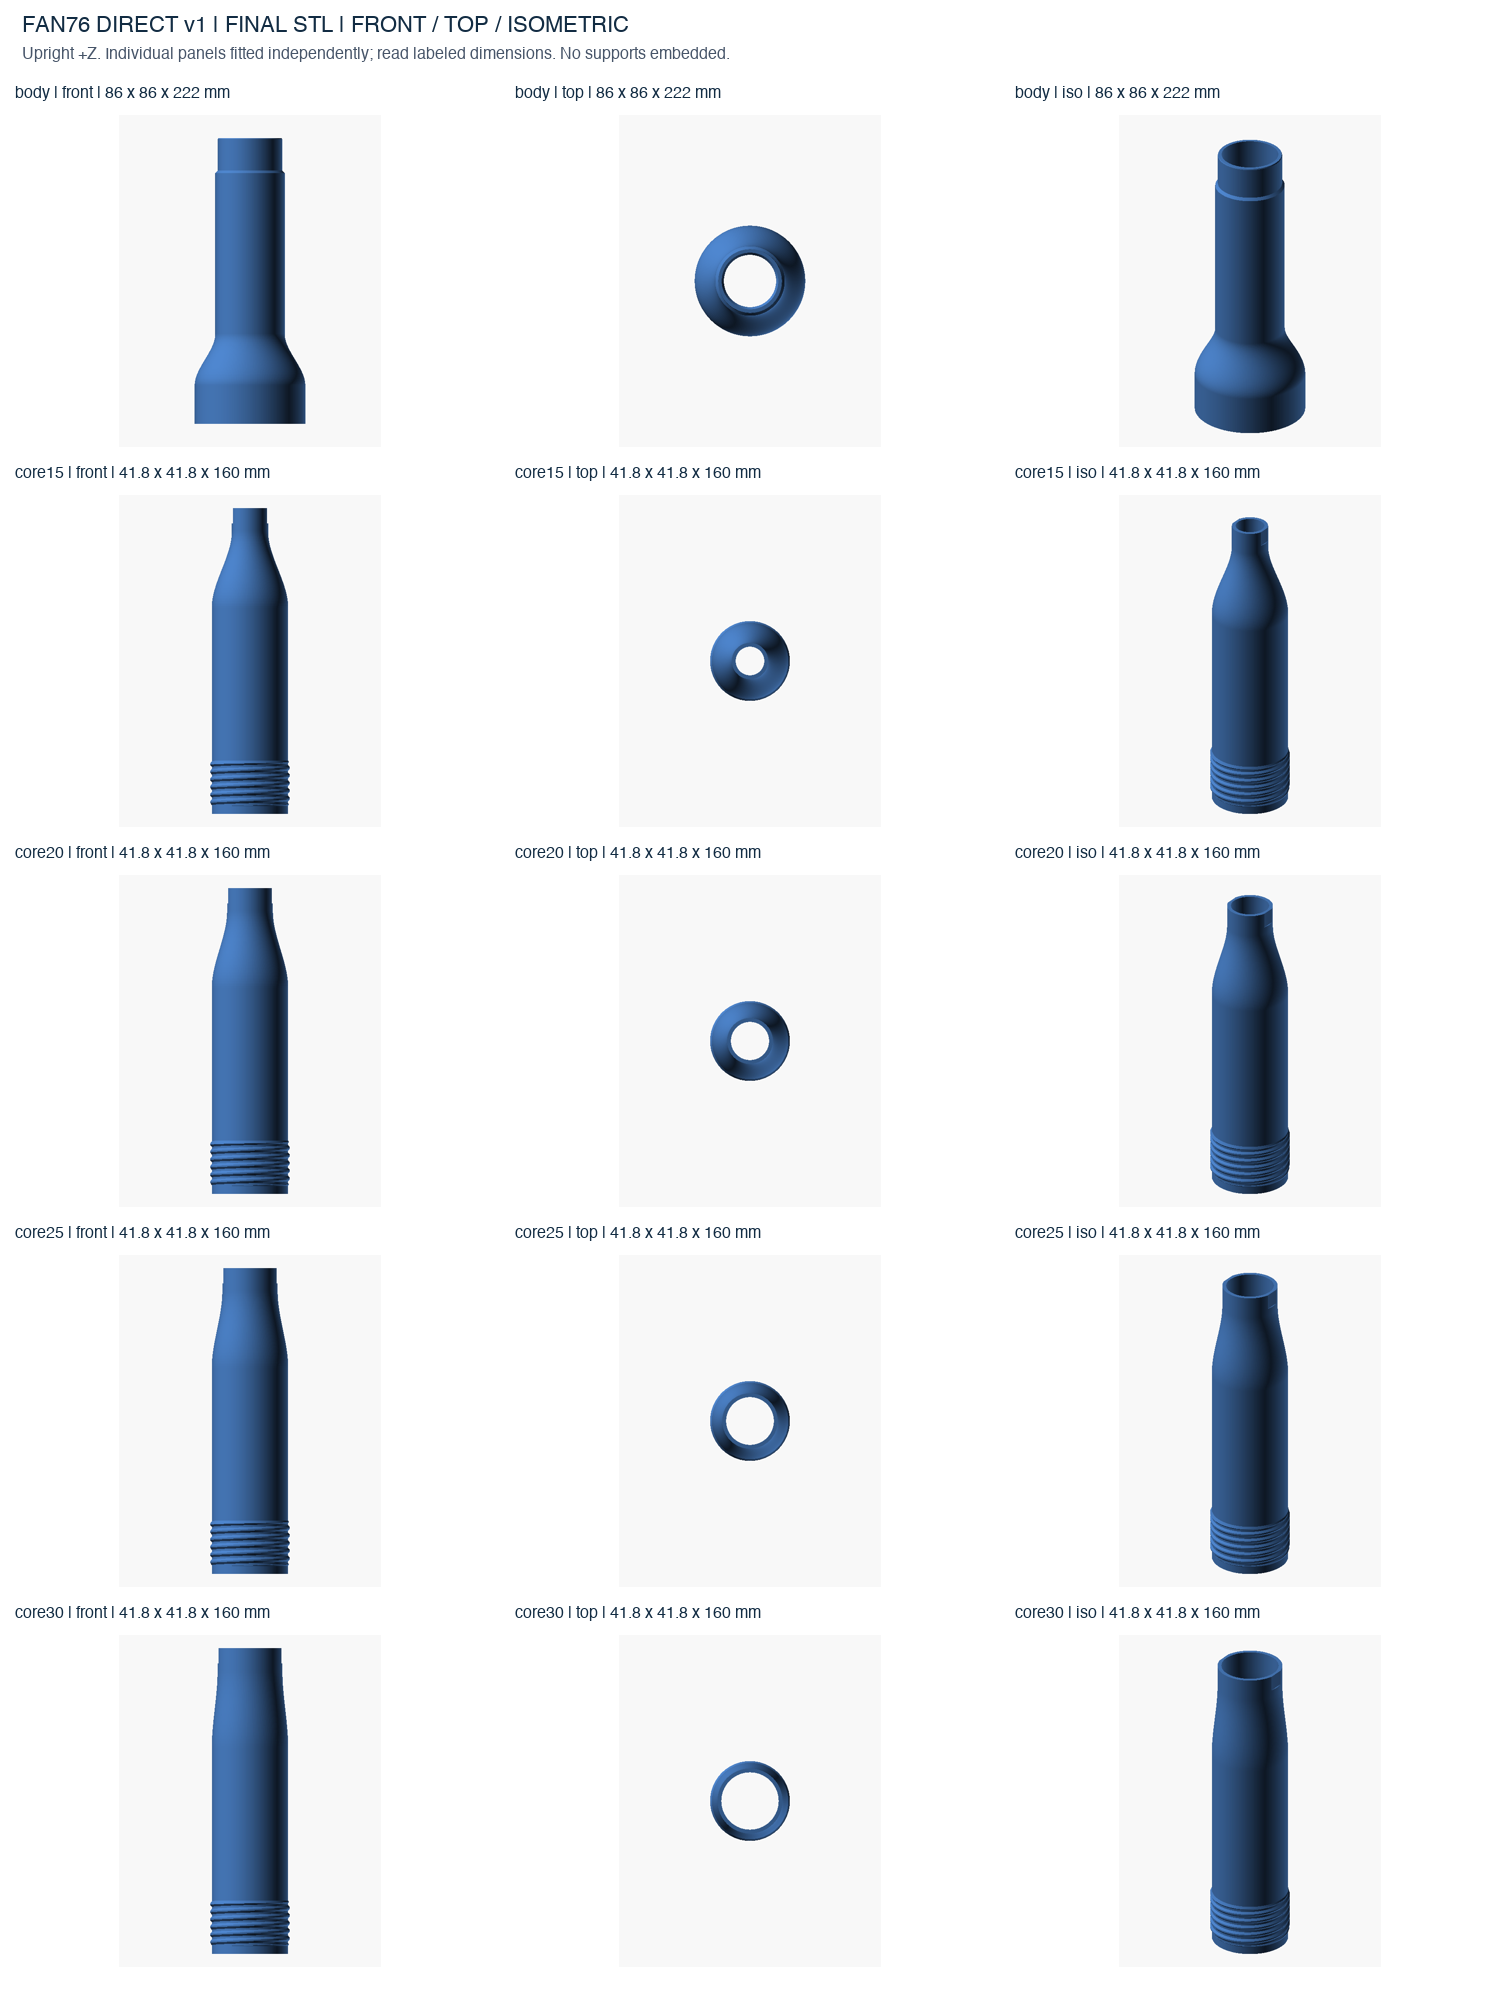 FAN76 DIRECT v1 | FINAL STL | FRONT / TOP / ISOMETRIC
Upright +Z. Individual panels fitted independently; read labeled dimensions. No supports embedded.
body | front | 86 x 86 x 222 mm
body | top | 86 x 86 x 222 mm
body | iso | 86 x 86 x 222 mm
core15 | front | 41.8 x 41.8 x 160 mm
core15 | top | 41.8 x 41.8 x 160 mm
core15 | iso | 41.8 x 41.8 x 160 mm
core20 | front | 41.8 x 41.8 x 160 mm
core20 | top | 41.8 x 41.8 x 160 mm
core20 | iso | 41.8 x 41.8 x 160 mm
core25 | front | 41.8 x 41.8 x 160 mm
core25 | top | 41.8 x 41.8 x 160 mm
core25 | iso | 41.8 x 41.8 x 160 mm
core30 | front | 41.8 x 41.8 x 160 mm
core30 | top | 41.8 x 41.8 x 160 mm
core30 | iso | 41.8 x 41.8 x 160 mm